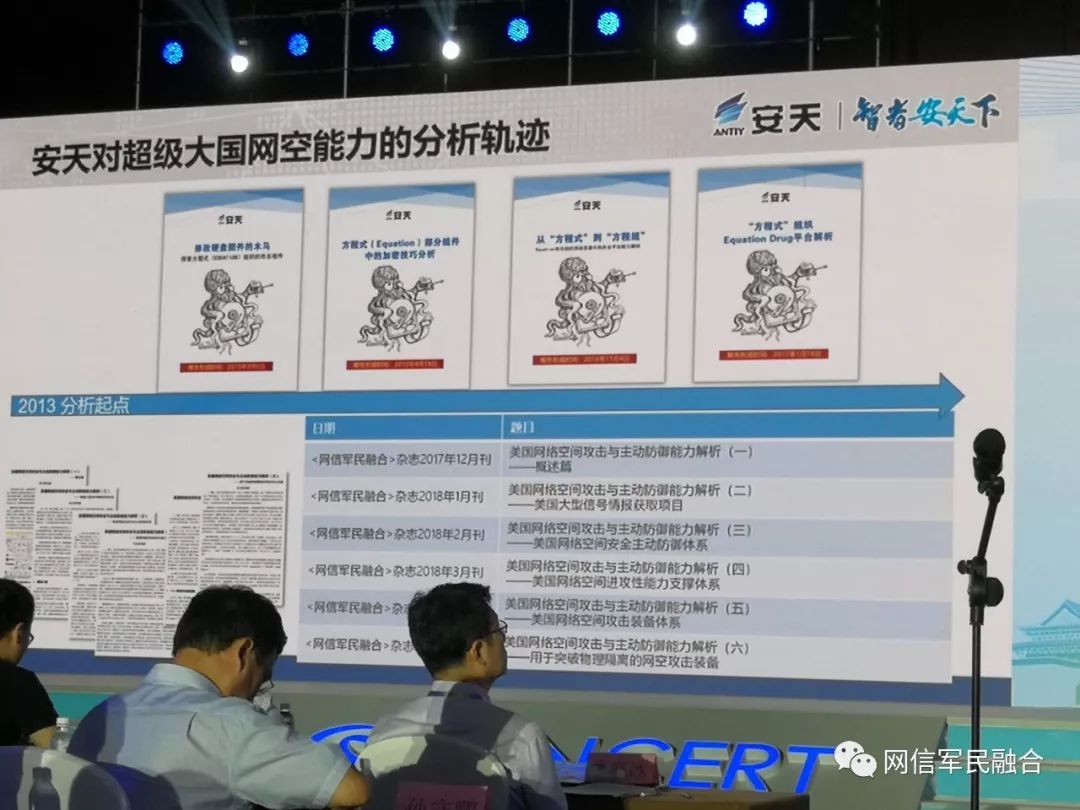 ANTIY 安天 | 智者安天下
安天对超级大国网空能力的分析轨迹
安天
修改硬盘固件的木马
探索方程式（EQUATION）组织的攻击组件
安天
方程式（Equation）部分组件
中的加密技巧分析
安天
从“方程式”到“方程组”
安天
“方程式”组织
Equation Drug平台解析
2013 分析起点
日期 题目
<网信军民融合>杂志2017年12月刊 美国网络空间攻击与主动防御能力解析（一）
——概述篇
<网信军民融合>杂志2018年1月刊 美国网络空间攻击与主动防御能力解析（二）
——美国大型信号情报获取项目
<网信军民融合>杂志2018年2月刊 美国网络空间攻击与主动防御能力解析（三）
——美国网络空间安全主动防御体系
<网信军民融合>杂志2018年3月刊 美国网络空间攻击与主动防御能力解析（四）
——美国网络空间进攻性能力支撑体系
<网信军民融合>杂 美国网络空间攻击与主动防御能力解析（五）
——美国网络空间攻击装备体系
<网信军民融合>杂志 美国网络空间攻击与主动防御能力解析（六）
——用于突破物理隔离的网空攻击装备
NCERT
网信军民融合